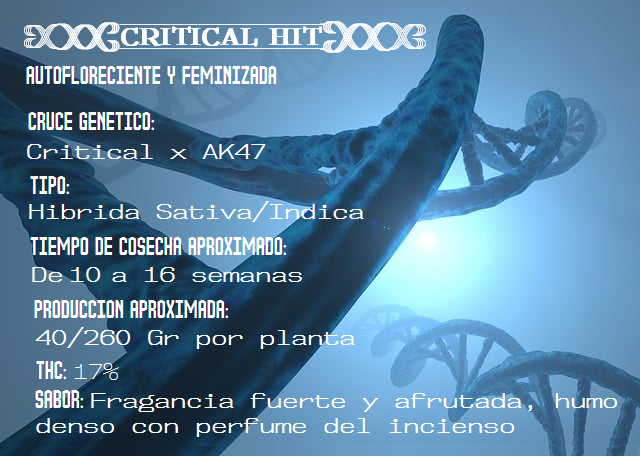 CRITICAL HIT
AUTOFLORECIENTE Y FEMINIZADA
CRUCE GENETICO:
Critical x AK47
TIPO:
Hibrida Sativa/Indica
TIEMPO DE COSECHA APROXIMADO:
De 10 a 16 semanas
PRODUCCION APROXIMADA:
40/260 Gr por planta
THC: 17%
SABOR: Fragancia fuerte y afrutada, humo
denso con perfume del incienso